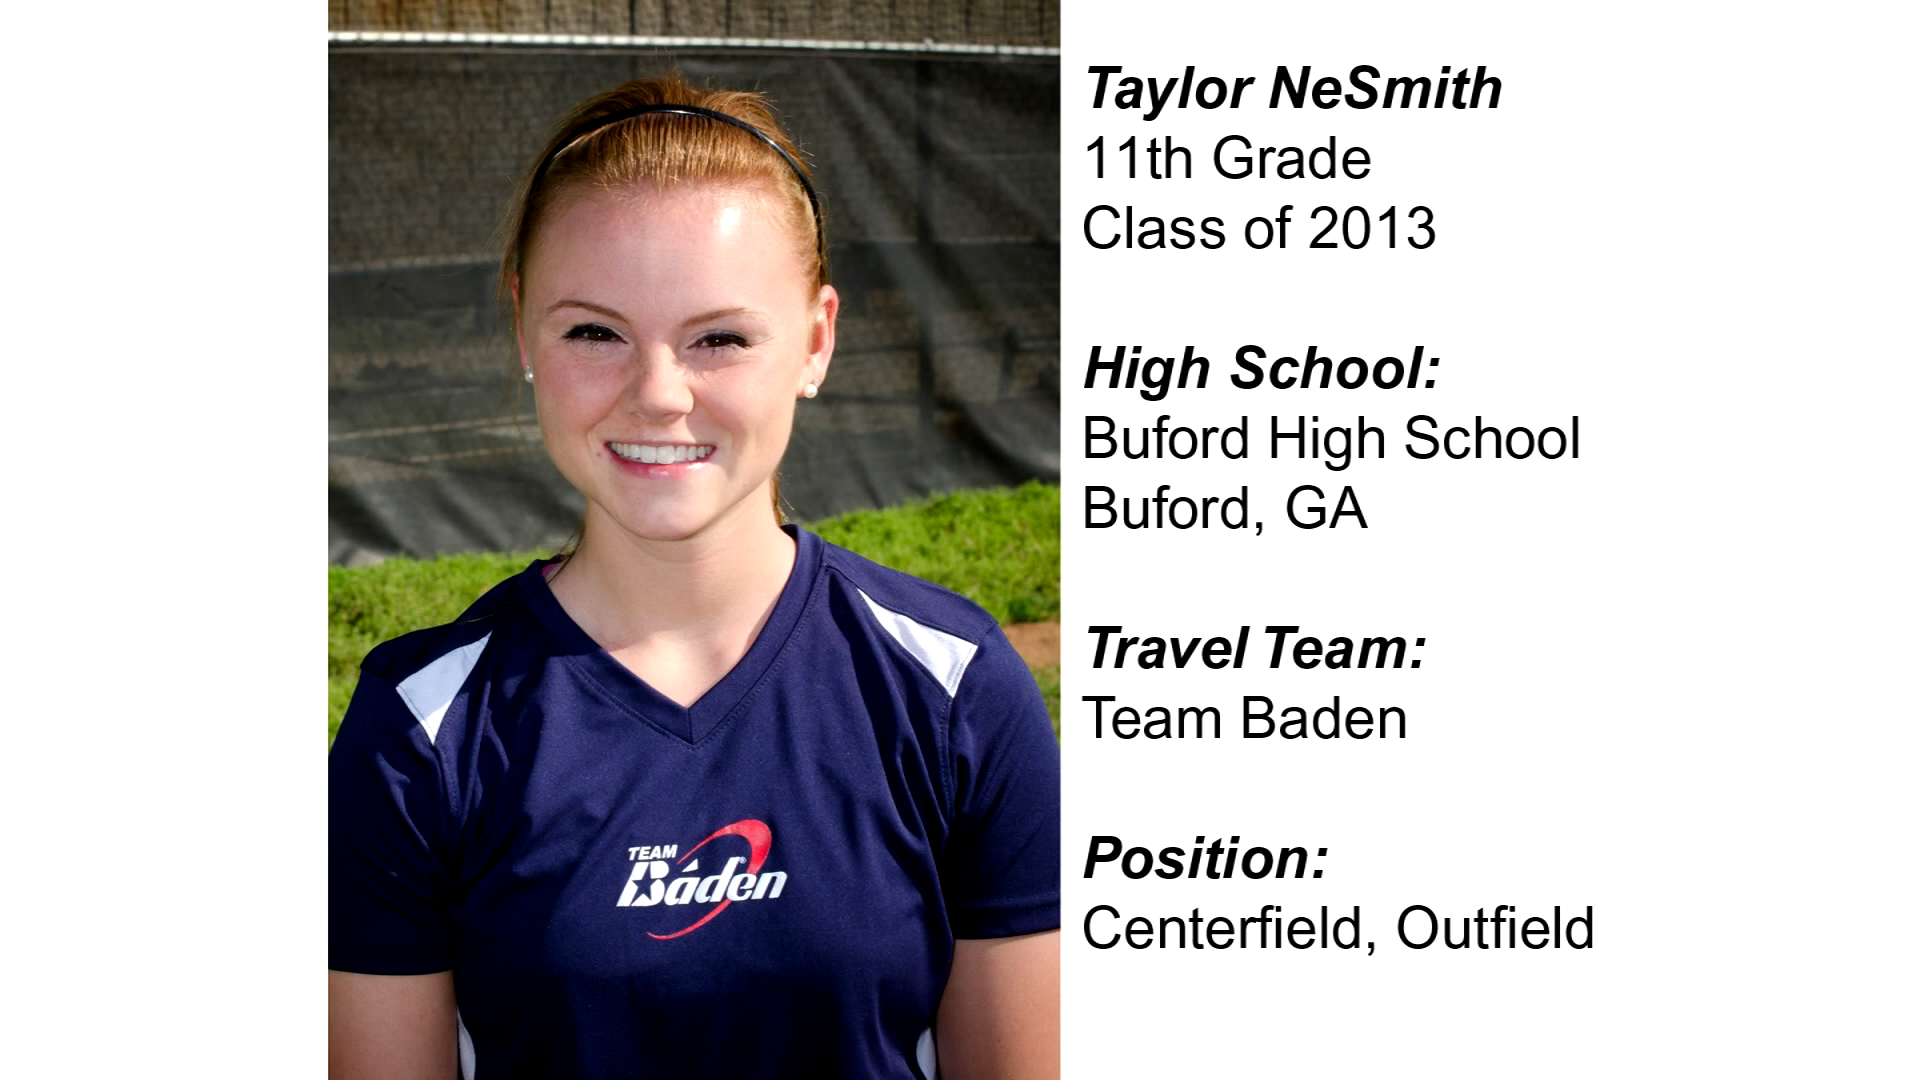 Taylor NeSmith
11th Grade
Class of 2013
High School:
Buford High School
Buford, GA
Travel Team:
Team Baden
Position:
Centerfield, Outfield
TEAM
Baden